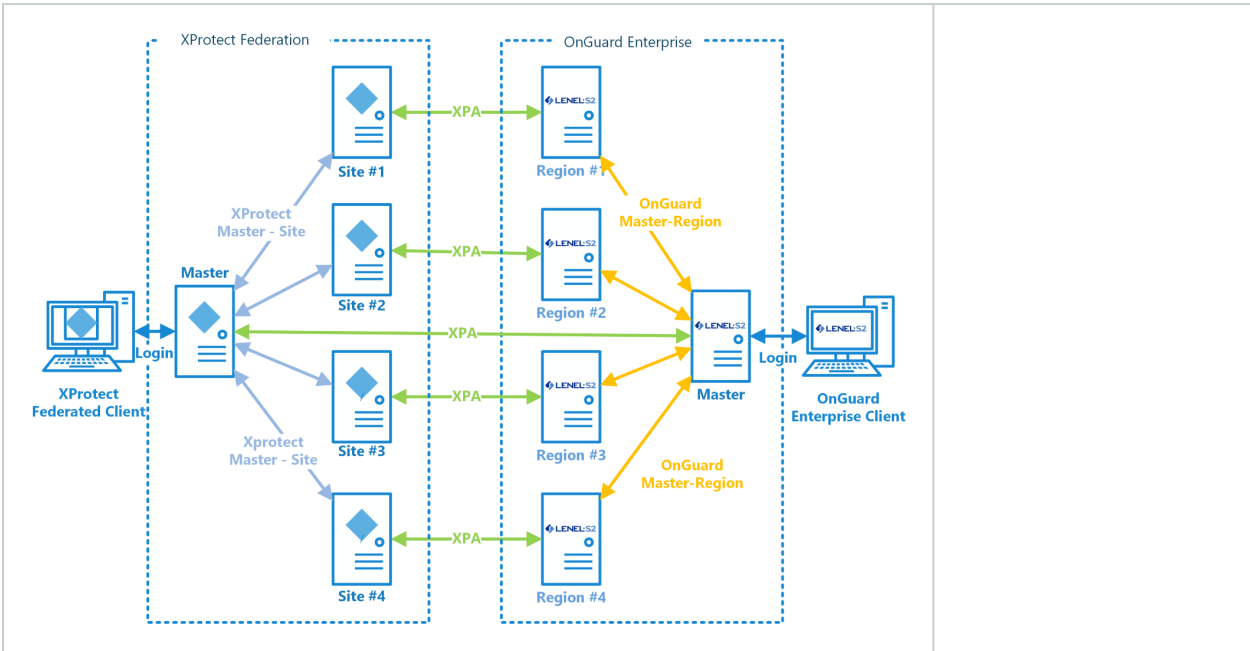 XProtect Federation
OnGuard Enterprise
XPA
LENEL·S2
Site #1
Region #1
XProtect
Master - Site
OnGuard
Master-Region
XPA
LENEL·S2
Master
Site #2
Region #2
XPA
LENEL·S2
LENEL·S2
Login
Login
XProtect
Federated Client
Master
OnGuard
Enterprise Client
XPA
LENEL·S2
Xprotect
Master - Site
Site #3
Region #3
OnGuard
Master-Region
XPA
LENEL·S2
Site #4
Region #4